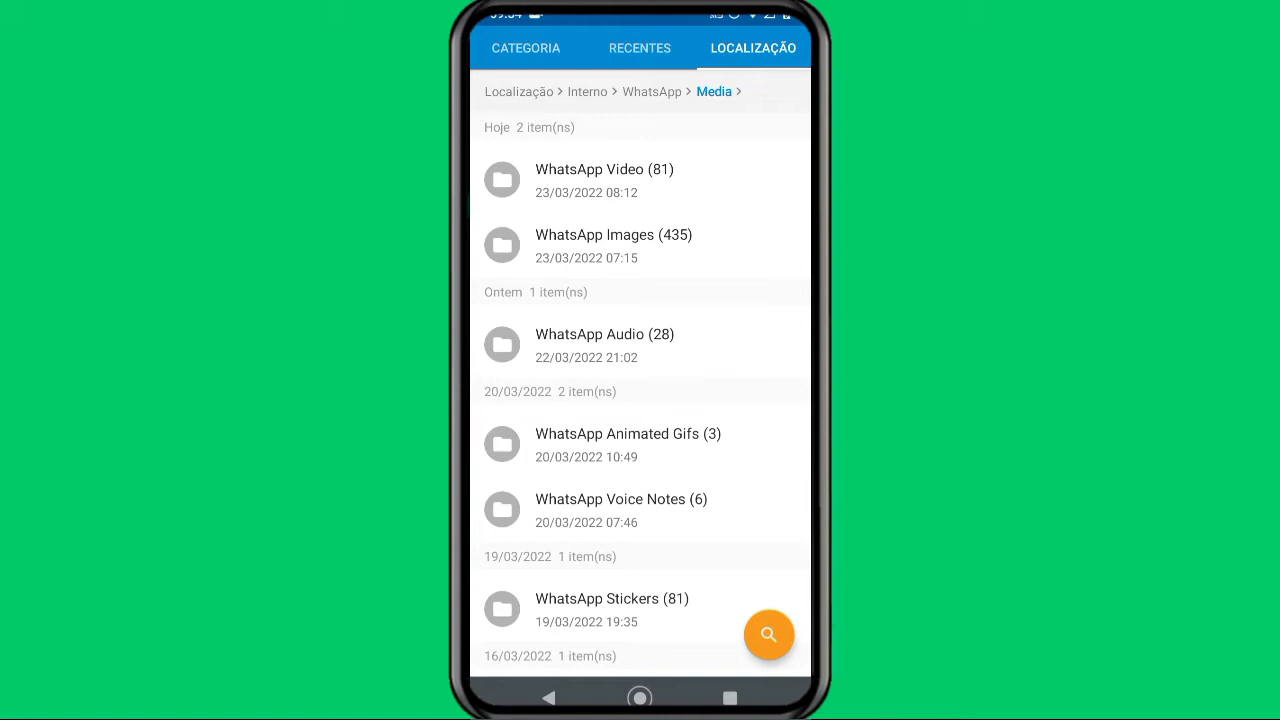 CATEGORIA RECENTES LOCALIZAÇÃO
Localização > Interno > WhatsApp > Media >
Hoje 2 item(ns)
WhatsApp Video (81)
23/03/2022 08:12
WhatsApp Images (435)
23/03/2022 07:15
Ontem 1 item(ns)
WhatsApp Audio (28)
22/03/2022 21:02
20/03/2022 2 item(ns)
WhatsApp Animated Gifs (3)
20/03/2022 10:49
WhatsApp Voice Notes (6)
20/03/2022 07:46
19/03/2022 1 item(ns)
WhatsApp Stickers (81)
19/03/2022 19:35
16/03/2022 1 item(ns)